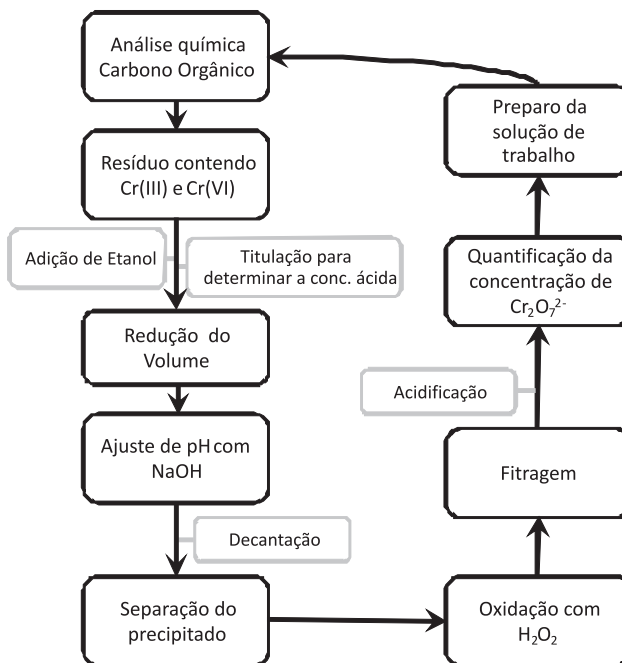 Análise química
Carbono Orgânico
Resíduo contendo
Cr(III) e Cr(VI)
Adição de Etanol
Titulação para
determinar a conc. ácida
Redução do
Volume
Ajuste de pH com
NaOH
Decantação
Separação do
precipitado
Oxidação com
H₂O₂
Fitragem
Acidificação
Quantificação da
concentração de
Cr₂O₇²⁻
Preparo da
solução de
trabalho